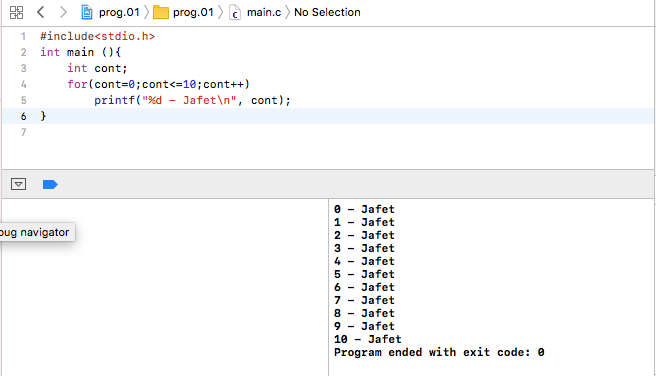 prog.01 prog.01 main.c No Selection
1 #include<stdio.h>
2 int main (){
3 int cont;
4 for(cont=0;cont<=10;cont++)
5 printf("%d - Jafet\n", cont);
6 }
7
oug navigator
0 - Jafet
1 - Jafet
2 - Jafet
3 - Jafet
4 - Jafet
5 - Jafet
6 - Jafet
7 - Jafet
8 - Jafet
9 - Jafet
10 - Jafet
Program ended with exit code: 0